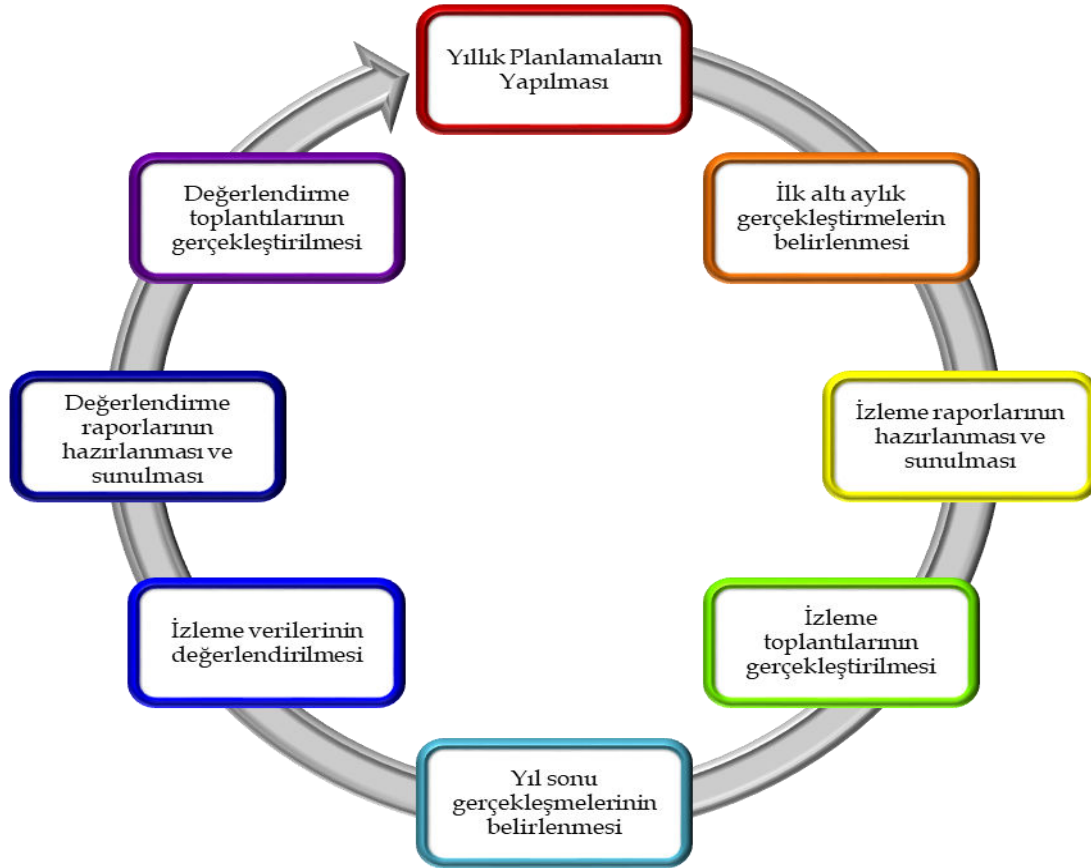 Yıllık Planlamaların
Yapılması
İlk altı aylık
gerçekleştirmelerin
belirlenmesi
İzleme raporlarının
hazırlanması ve
sunulması
İzleme
toplantılarının
gerçekleştirilmesi
Yıl sonu
gerçekleşmelerinin
belirlenmesi
İzleme verilerinin
değerlendirilmesi
Değerlendirme
raporlarının
hazırlanması ve
sunulması
Değerlendirme
toplantılarının
gerçekleştirilmesi